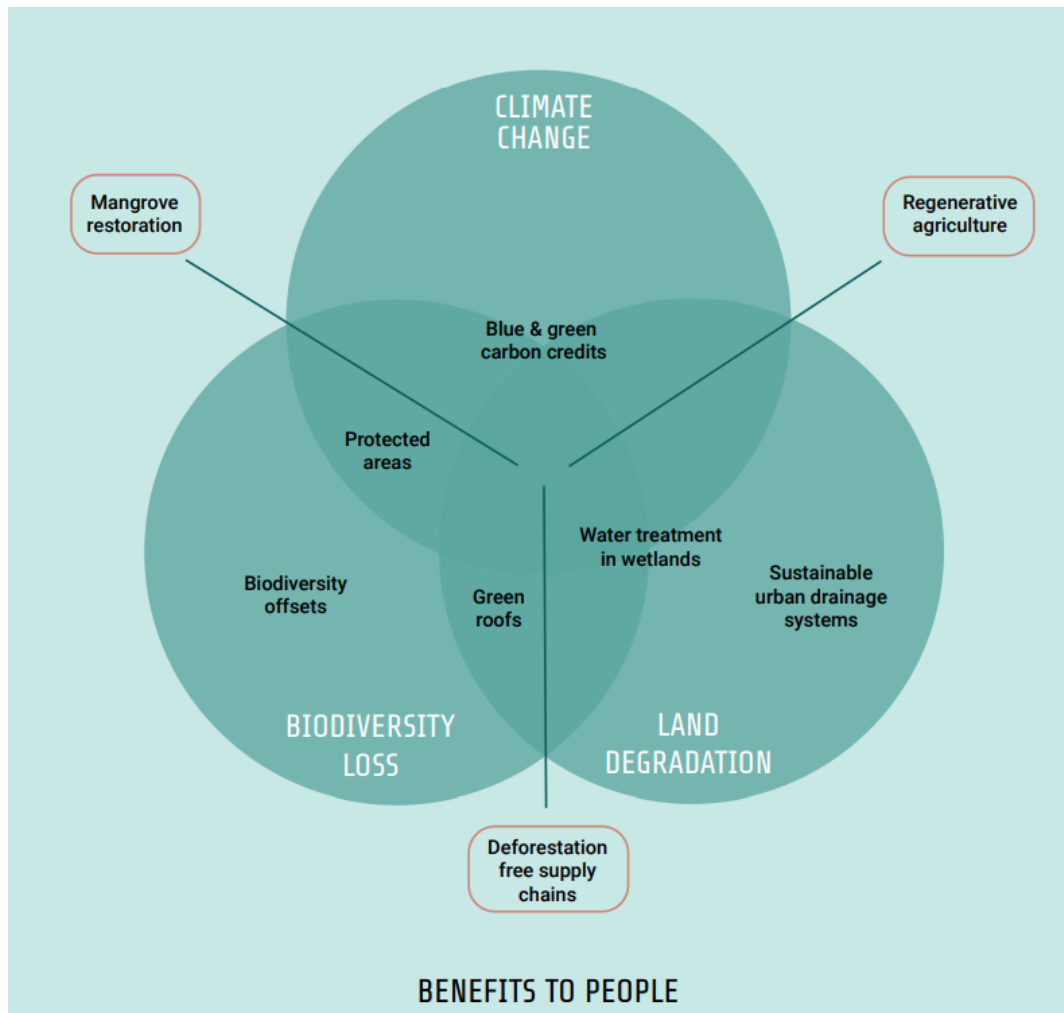 CLIMATE
CHANGE
Mangrove
restoration
Regenerative
agriculture
Blue & green
carbon credits
Protected
areas
Water treatment
in wetlands
Biodiversity
offsets
Green
roofs
Sustainable
urban drainage
systems
BIODIVERSITY
LOSS
LAND
DEGRADATION
Deforestation
free supply
chains
BENEFITS TO PEOPLE